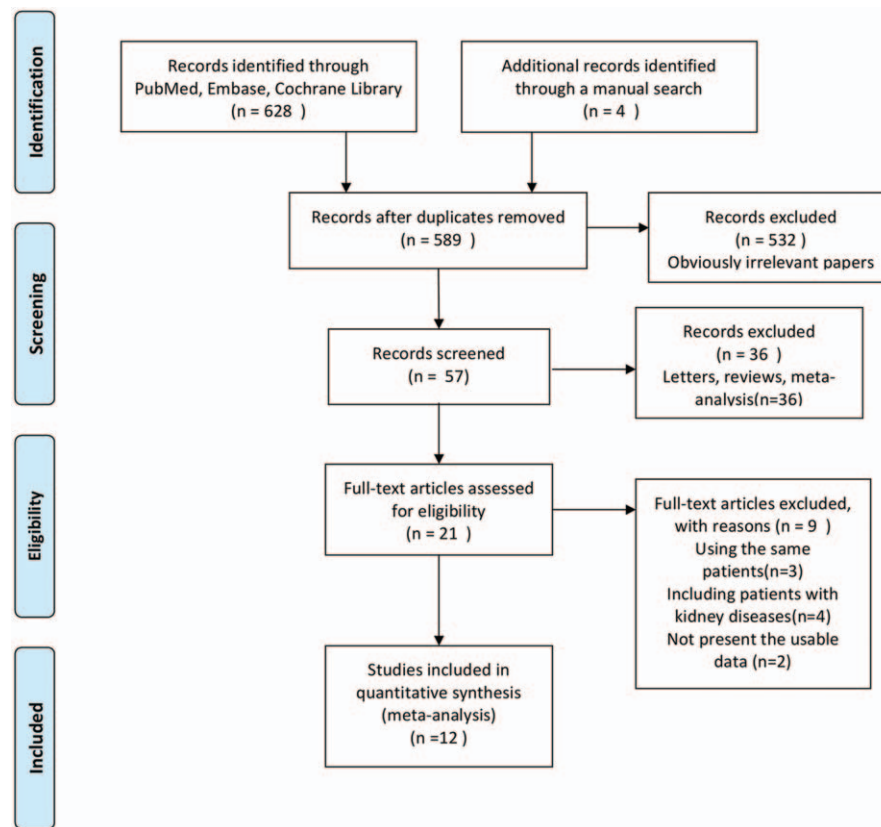 Identification
Records identified through
PubMed, Embase, Cochrane Library
(n = 628 )
Additional records identified
through a manual search
(n = 4 )
Records after duplicates removed
(n = 589 )
Records excluded
(n = 532 )
Obviously irrelevant papers
Screening
Records screened
(n = 57)
Records excluded
(n = 36 )
Letters, reviews, meta-
analysis(n=36)
Eligibility
Full-text articles assessed
for eligibility
(n = 21 )
Full-text articles excluded,
with reasons (n = 9 )
Using the same
patients(n=3)
Including patients with
kidney diseases(n=4)
Not present the usable
data (n=2)
Included
Studies included in
quantitative synthesis
(meta-analysis)
(n =12 )